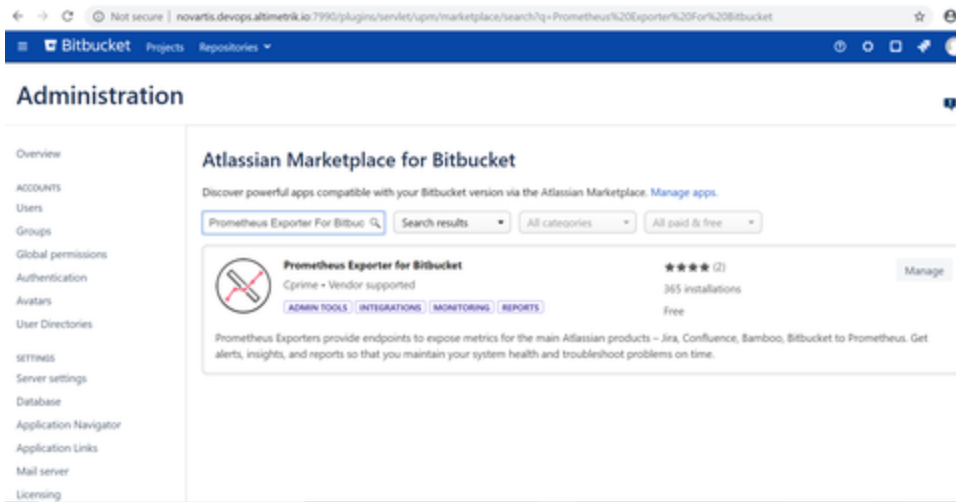 Not secure | novartis.devops.altimetrik.io:7990/plugins/servlet/upm/marketplace/search?q=Prometheus%20Exporter%20For%20Bitbucket
Bitbucket Projects Repositories
Administration
Overview
ACCOUNTS
Users
Groups
Global permissions
Authentication
Avatars
User Directories
SETTINGS
Server settings
Database
Application Navigator
Application Links
Mail server
Licensing
Atlassian Marketplace for Bitbucket
Discover powerful apps compatible with your Bitbucket version via the Atlassian Marketplace. Manage apps.
Prometheus Exporter For Bitbuc Search results All categories All paid & free
Prometheus Exporter for Bitbucket
Cprime • Vendor supported
ADMIN TOOLS INTEGRATIONS MONITORING REPORTS
(2)
365 installations
Free
Manage
Prometheus Exporters provide endpoints to expose metrics for the main Atlassian products – Jira, Confluence, Bamboo, Bitbucket to Prometheus. Get
alerts, insights, and reports so that you maintain your system health and troubleshoot problems on time.